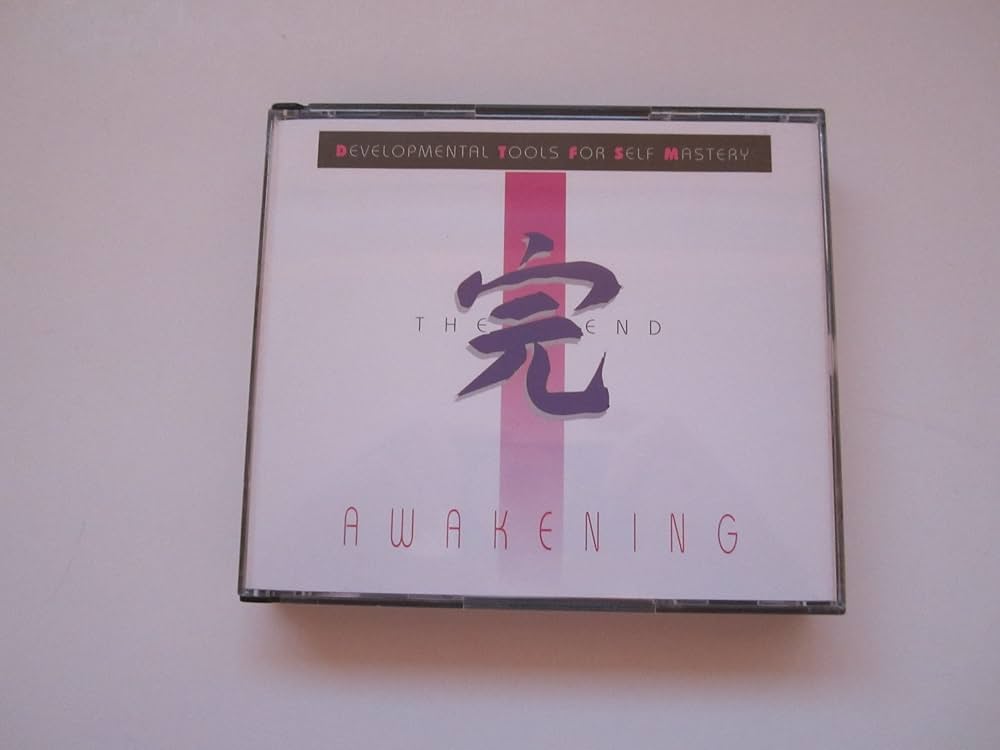 DEVELOPMENTAL TOOLS FOR SELF MASTERY
完
THE END
AWAKENING